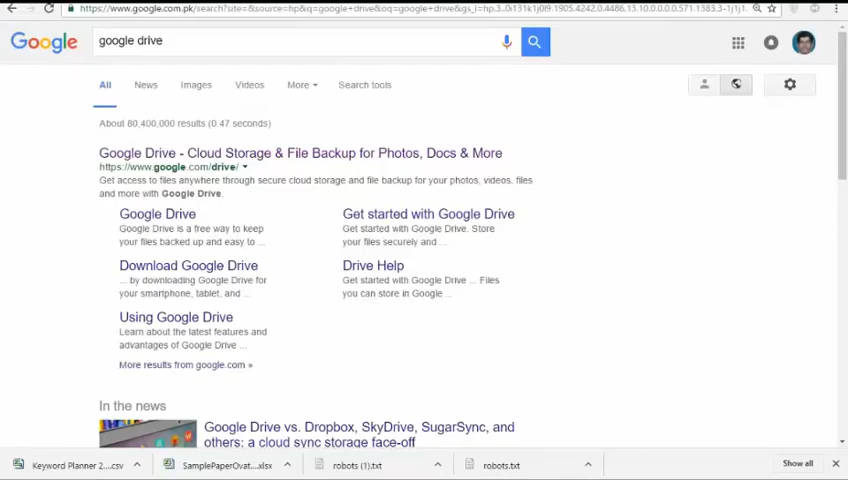 https://www.google.com.pk/search?site=&source=hp&q=google+drive&oq=google+drive&gs_l=hp.3.0i131k1j0l9.1905.4242.0.4486.13.10.0.0.0.0.571.1383.3-1j1j1.
Google
google drive
All News Images Videos More Search tools
About 80,400,000 results (0.47 seconds)
Google Drive - Cloud Storage & File Backup for Photos, Docs & More
https://www.google.com/drive/
Get access to files anywhere through secure cloud storage and file backup for your photos, videos. files
and more with Google Drive.
Google Drive
Google Drive is a free way to keep
your files backed up and easy to ...
Get started with Google Drive
Get started with Google Drive. Store
your files securely and ...
Download Google Drive
... by downloading Google Drive for
your smartphone, tablet, and ...
Drive Help
Get started with Google Drive ... Files
you can store in Google ...
Using Google Drive
Learn about the latest features and
advantages of Google Drive ...
More results from google.com »
In the news
Google Drive vs. Dropbox, SkyDrive, SugarSync, and
others: a cloud sync storage face-off
Keyword Planner 2....csv
SamplePaperOvat....xlsx
robots (1).txt
robots.txt
Show all